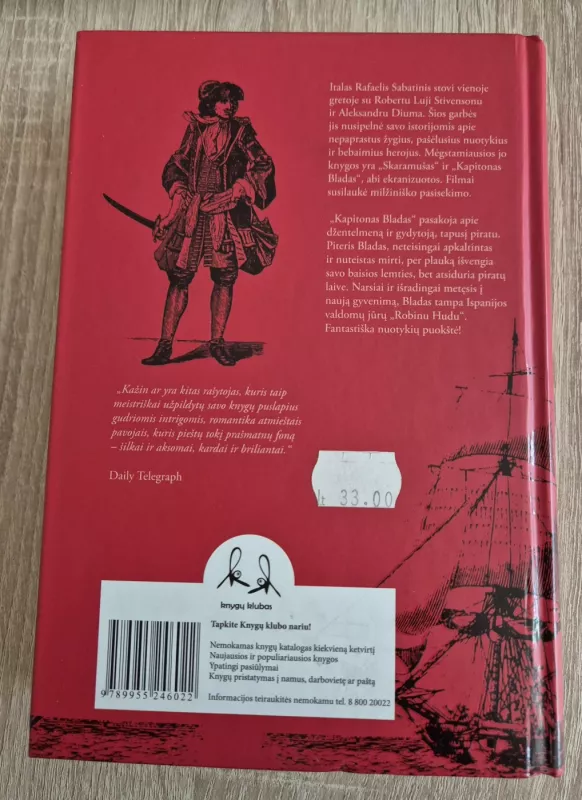 Italas Rafaelis Sabatinis stovi vienoje
gretoje su Robertu Luji Stivensonu
ir Aleksandru Diuma. Šios garbės
jis nusipelnė savo istorijomis apie
nepaprastus žygius, pašėlusius nuotykius
ir bebaimius herojus. Mėgstamiausios jo
knygos yra „Skaramušas“ ir „Kapitonas
Bladas“, abi ekranizuotos. Filmai
susilaukė milžiniško pasisekimo.
„Kapitonas Bladas“ pasakoja apie
džentelmeną ir gydytoją, tapusį piratu.
Piteris Bladas, neteisingai apkaltintas
ir nuteistas mirti, per plauką išvengia
savo baisios lemties, bet atsiduria piratų
laive. Narsiai ir išradingai metęsis į
naują gyvenimą, Bladas tampa Ispanijos
valdomų jūrų „Robinu Hudu“.
Fantastiška nuotykių puokštė!
„Kažin ar yra kitas rašytojas, kuris taip
meistriškai užpildytų savo knygų puslapius
gudriomis intrigomis, romantika atmieštais
pavojais, kuris pieštų tokį prašmatnų foną
– šilkai ir aksomai, kardai ir briliantai.“
Daily Telegraph
lt 33.00
knygų klubas
Tapkite Knygų klubo nariu!
Nemokamas knygų katalogas kiekvieną ketvirtį
Naujausios ir populiariausios knygos
Ypatingi pasiūlymai
Knygų pristatymas į namus, darbovietę ar paštą
Informacijos teiraukitės nemokamu tel. 8 800 20022
9 789955 246022